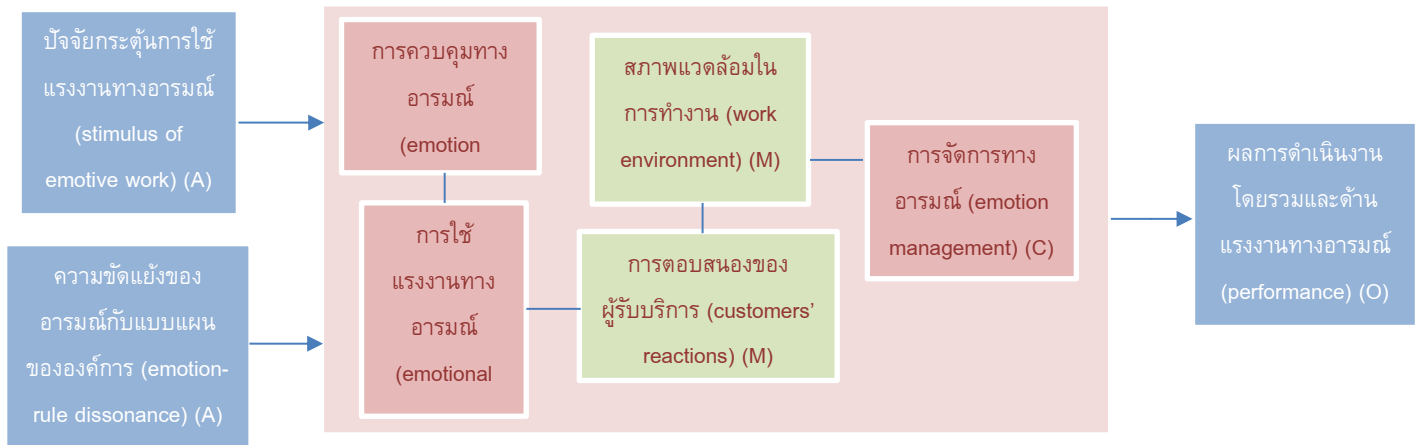 ปัจจัยกระตุ้นการใช้
แรงงานทางอารมณ์
(stimulus of
emotive work) (A)
ความขัดแย้งของ
อารมณ์กับแบบแผน
ขององค์การ (emotion-
rule dissonance) (A)
การควบคุมทาง
อารมณ์
(emotion
การใช้
แรงงานทาง
อารมณ์
(emotional
สภาพแวดล้อมใน
การทำงาน (work
environment) (M)
การตอบสนองของ
ผู้รับบริการ (customers’
reactions) (M)
การจัดการทาง
อารมณ์ (emotion
management) (C)
ผลการดำเนินงาน
โดยรวมและด้าน
แรงงานทางอารมณ์
(performance) (O)